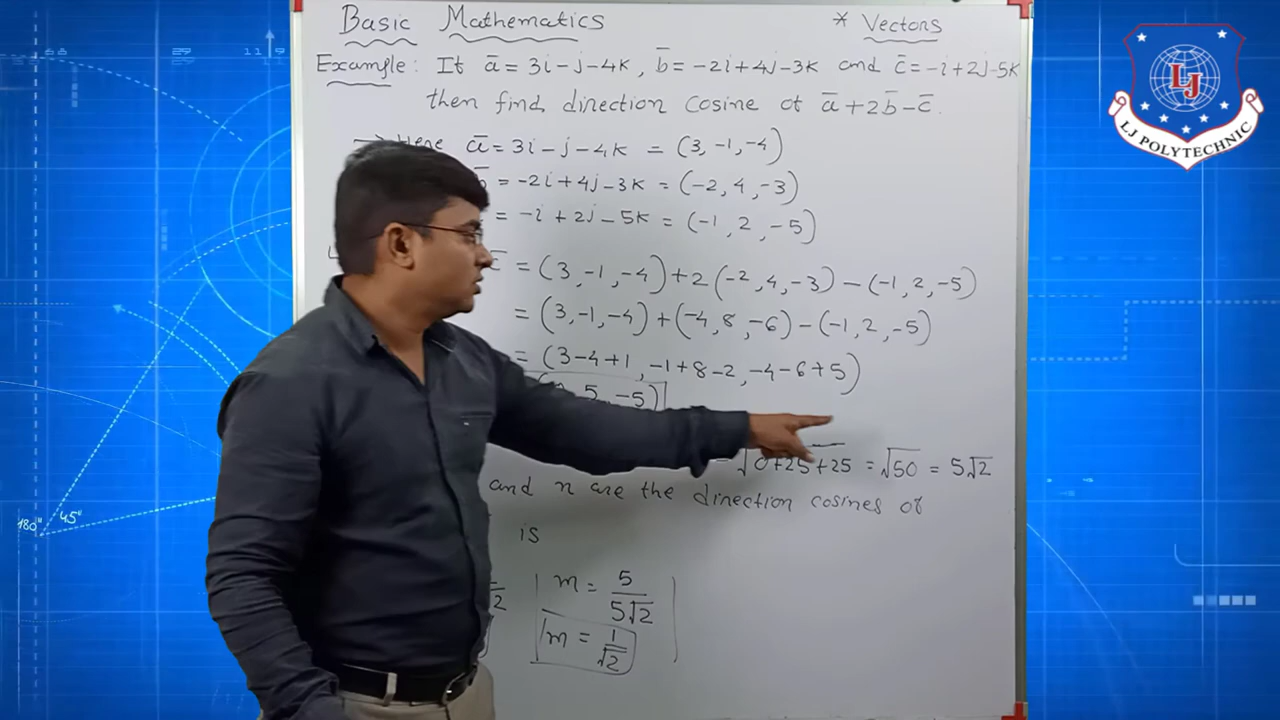 Basic Mathematics * Vectors
Example : If a̅ = 3i - j - 4k , b̅ = -2i + 4j - 3k and c̅ = -i + 2j - 5k
then find direction cosine of a̅ + 2b̅ - c̅.
→ Here a̅ = 3i - j - 4k = (3, -1, -4)
= -2i + 4j - 3k = (-2, 4, -3)
= -i + 2j - 5k = (-1, 2, -5)
c̅ = (3, -1, -4) + 2(-2, 4, -3) - (-1, 2, -5)
= (3, -1, -4) + (-4, 8, -6) - (-1, 2, -5)
= (3-4+1, -1+8-2, -4-6+5)
5, -5)
= √0+25+25 = √50 = 5√2
and n are the direction cosines of
is
m = 5/5√2
m = 1/√2
LJ
LJ POLYTECHNIC
180°
45°